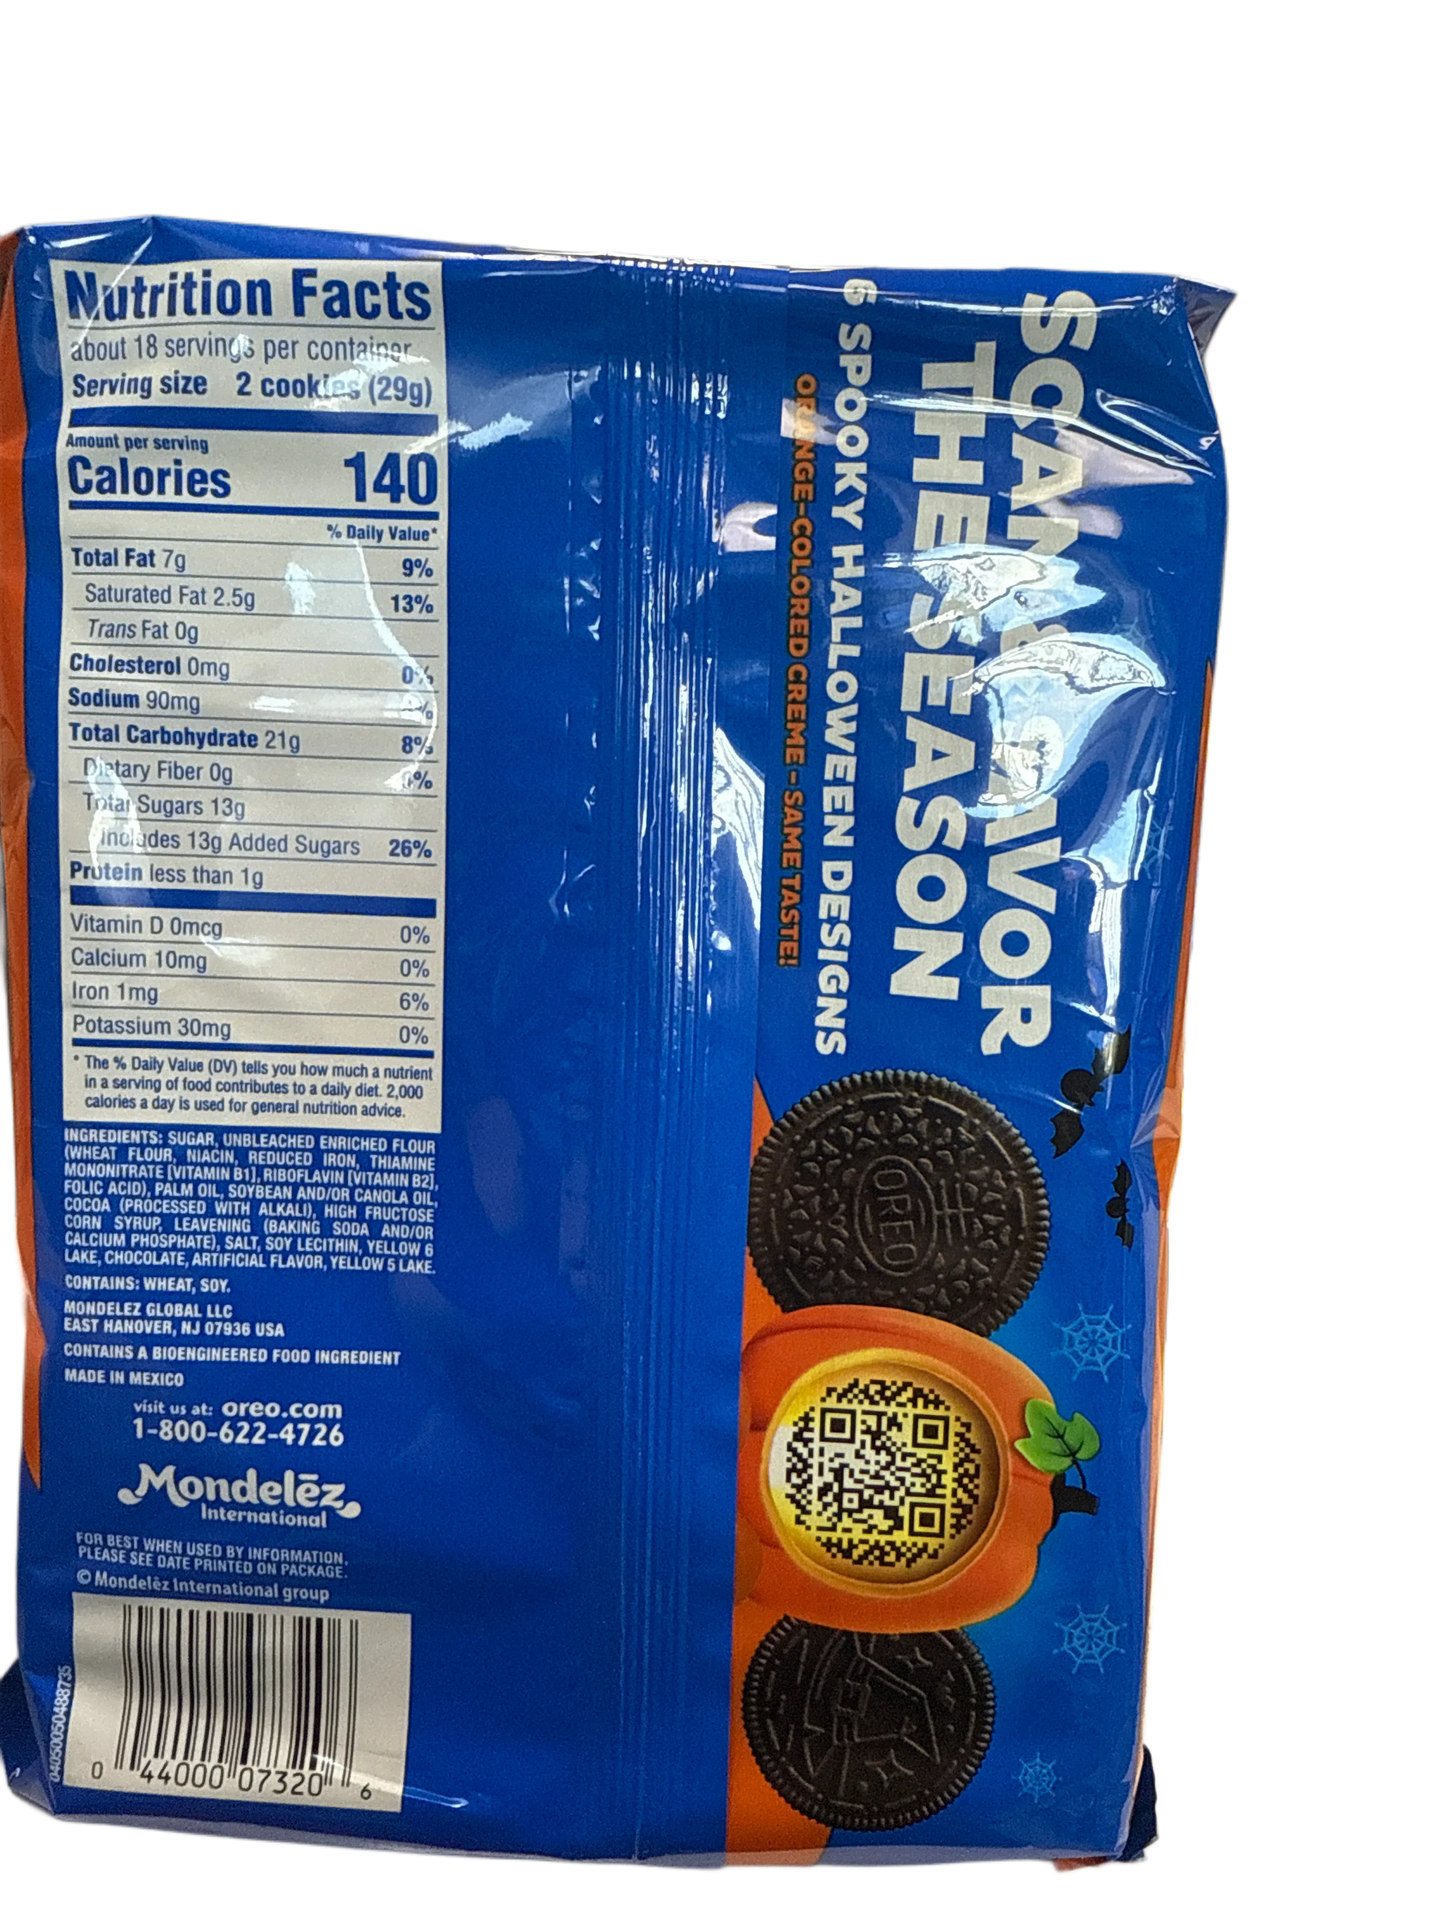 Nutrition Facts
about 18 servings per container
Serving size 2 cookies (29g)
Amount per serving
Calories 140
% Daily Value*
Total Fat 7g 9%
Saturated Fat 2.5g 13%
Trans Fat 0g
Cholesterol 0mg 0%
Sodium 90mg
Total Carbohydrate 21g 8%
Dietary Fiber 0g 0%
Total Sugars 13g
Includes 13g Added Sugars 26%
Protein less than 1g
Vitamin D 0mcg 0%
Calcium 10mg 0%
Iron 1mg 6%
Potassium 30mg 0%
* The % Daily Value (DV) tells you how much a nutrient
in a serving of food contributes to a daily diet. 2,000
calories a day is used for general nutrition advice.
INGREDIENTS: SUGAR, UNBLEACHED ENRICHED FLOUR
(WHEAT FLOUR, NIACIN, REDUCED IRON, THIAMINE
MONONITRATE [VITAMIN B1], RIBOFLAVIN [VITAMIN B2],
FOLIC ACID), PALM OIL, SOYBEAN AND/OR CANOLA OIL,
COCOA (PROCESSED WITH ALKALI), HIGH FRUCTOSE
CORN SYRUP, LEAVENING (BAKING SODA AND/OR
CALCIUM PHOSPHATE), SALT, SOY LECITHIN, YELLOW 6
LAKE, CHOCOLATE, ARTIFICIAL FLAVOR, YELLOW 5 LAKE.
CONTAINS: WHEAT, SOY.
MONDELEZ GLOBAL LLC
EAST HANOVER, NJ 07936 USA
CONTAINS A BIOENGINEERED FOOD INGREDIENT
MADE IN MEXICO
visit us at: oreo.com
1-800-622-4726
Mondelēz
International
FOR BEST WHEN USED BY INFORMATION,
PLEASE SEE DATE PRINTED ON PACKAGE.
© Mondelēz International group
04050050488735
0 44000 07320 6
SCAN & SAVOR
THE SEASON
6 SPOOKY HALLOWEEN DESIGNS
ORANGE-COLORED CREME - SAME TASTE!
OREO